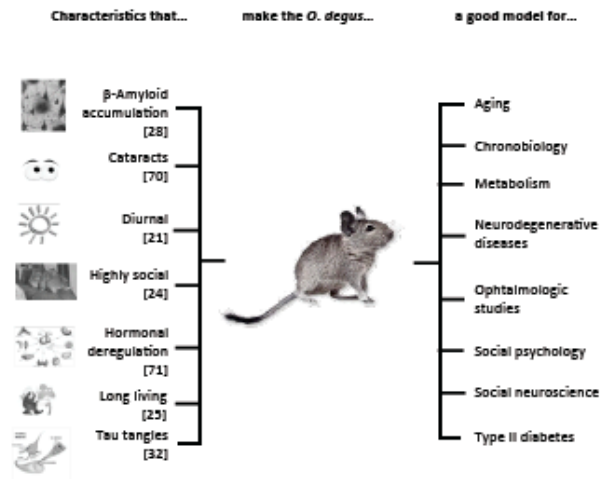 Characteristics that...
make the O. degus...
a good model for...
β-Amyloid
accumulation
[28]
Cataracts
[70]
Diurnal
[21]
Highly social
[24]
Hormonal
deregulation
[71]
Long living
[25]
Tau tangles
[32]
Aging
Chronobiology
Metabolism
Neurodegenerative
diseases
Ophtalmologic
studies
Social psychology
Social neuroscience
Type II diabetes